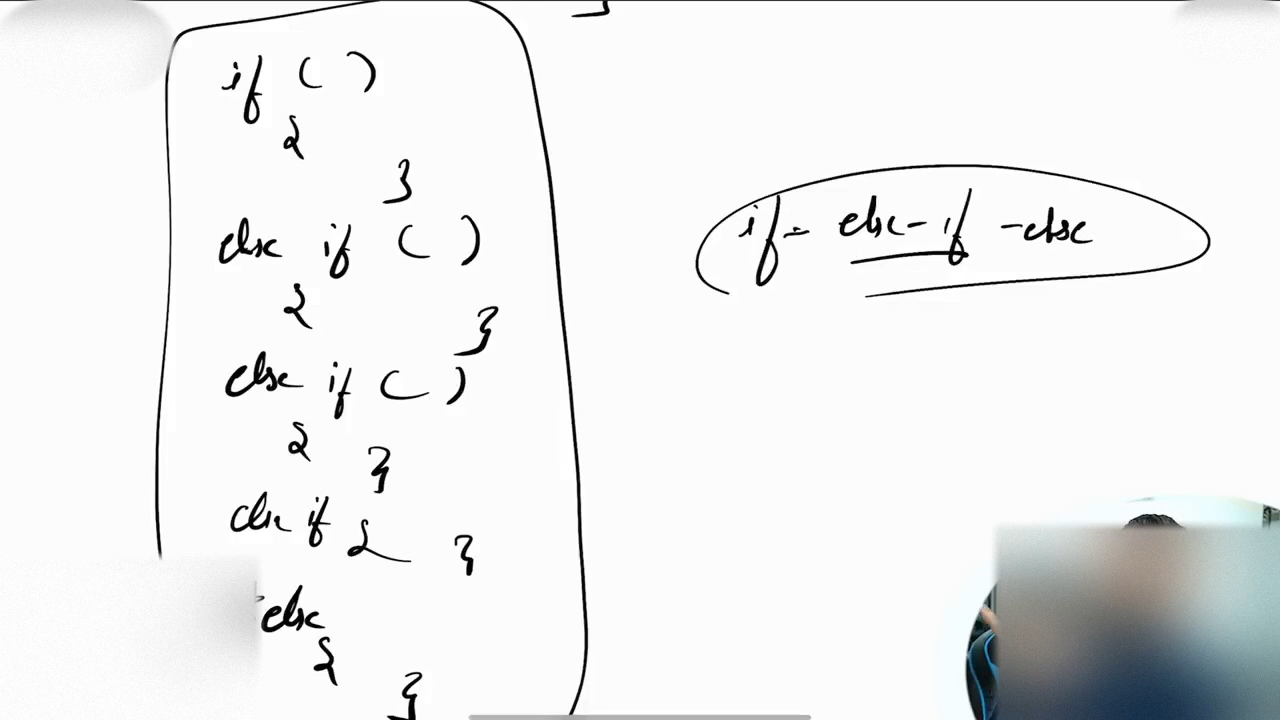 }
if ( )
{
}
else if ( )
{
}
else if ( )
{
}
else if { }
else
{
}
if - else - if - else